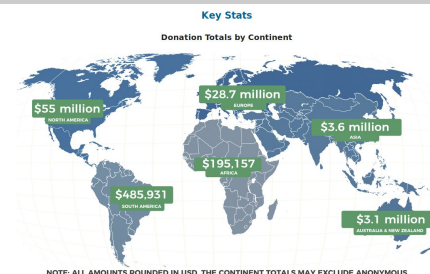 Key Stats
Donation Totals by Continent
$55 million
NORTH AMERICA
$28.7 million
EUROPE
$3.6 million
ASIA
$195,157
AFRICA
$485,931
SOUTH AMERICA
$3.1 million
AUSTRALIA & NEW ZEALAND
NOTE: ALL AMOUNTS ROUNDED IN USD. THE CONTINENT TOTALS MAY EXCLUDE ANONYMOUS